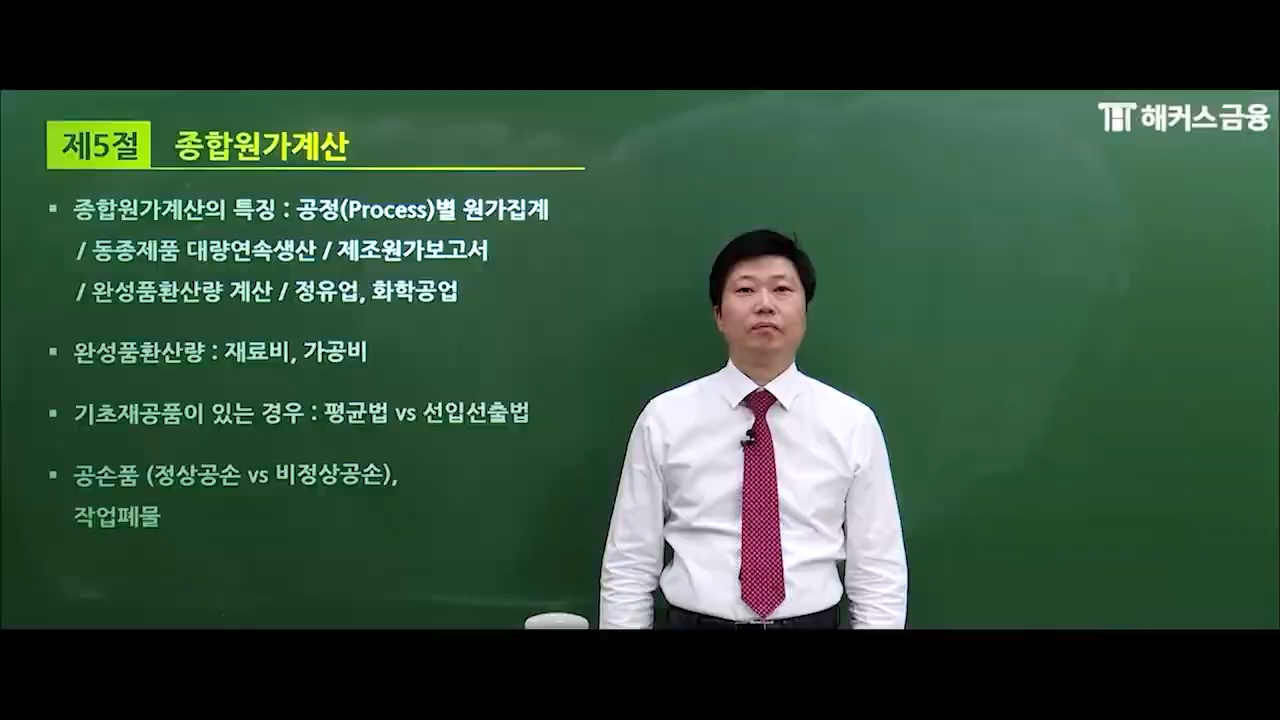 해커스금융
제5절 종합원가계산
▪ 종합원가계산의 특징 : 공정(Process)별 원가집계
/ 동종제품 대량연속생산 / 제조원가보고서
/ 완성품환산량 계산 / 정유업, 화학공업
▪ 완성품환산량 : 재료비, 가공비
▪ 기초재공품이 있는 경우 : 평균법 vs 선입선출법
▪ 공손품 (정상공손 vs 비정상공손),
작업폐물